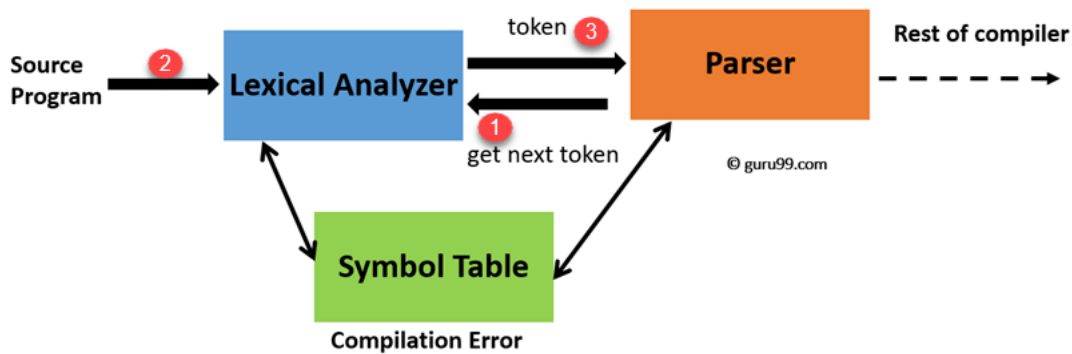 token 3
Rest of compiler
Source
Program
2
Lexical Analyzer
Parser
1
get next token
© guru99.com
Symbol Table
Compilation Error